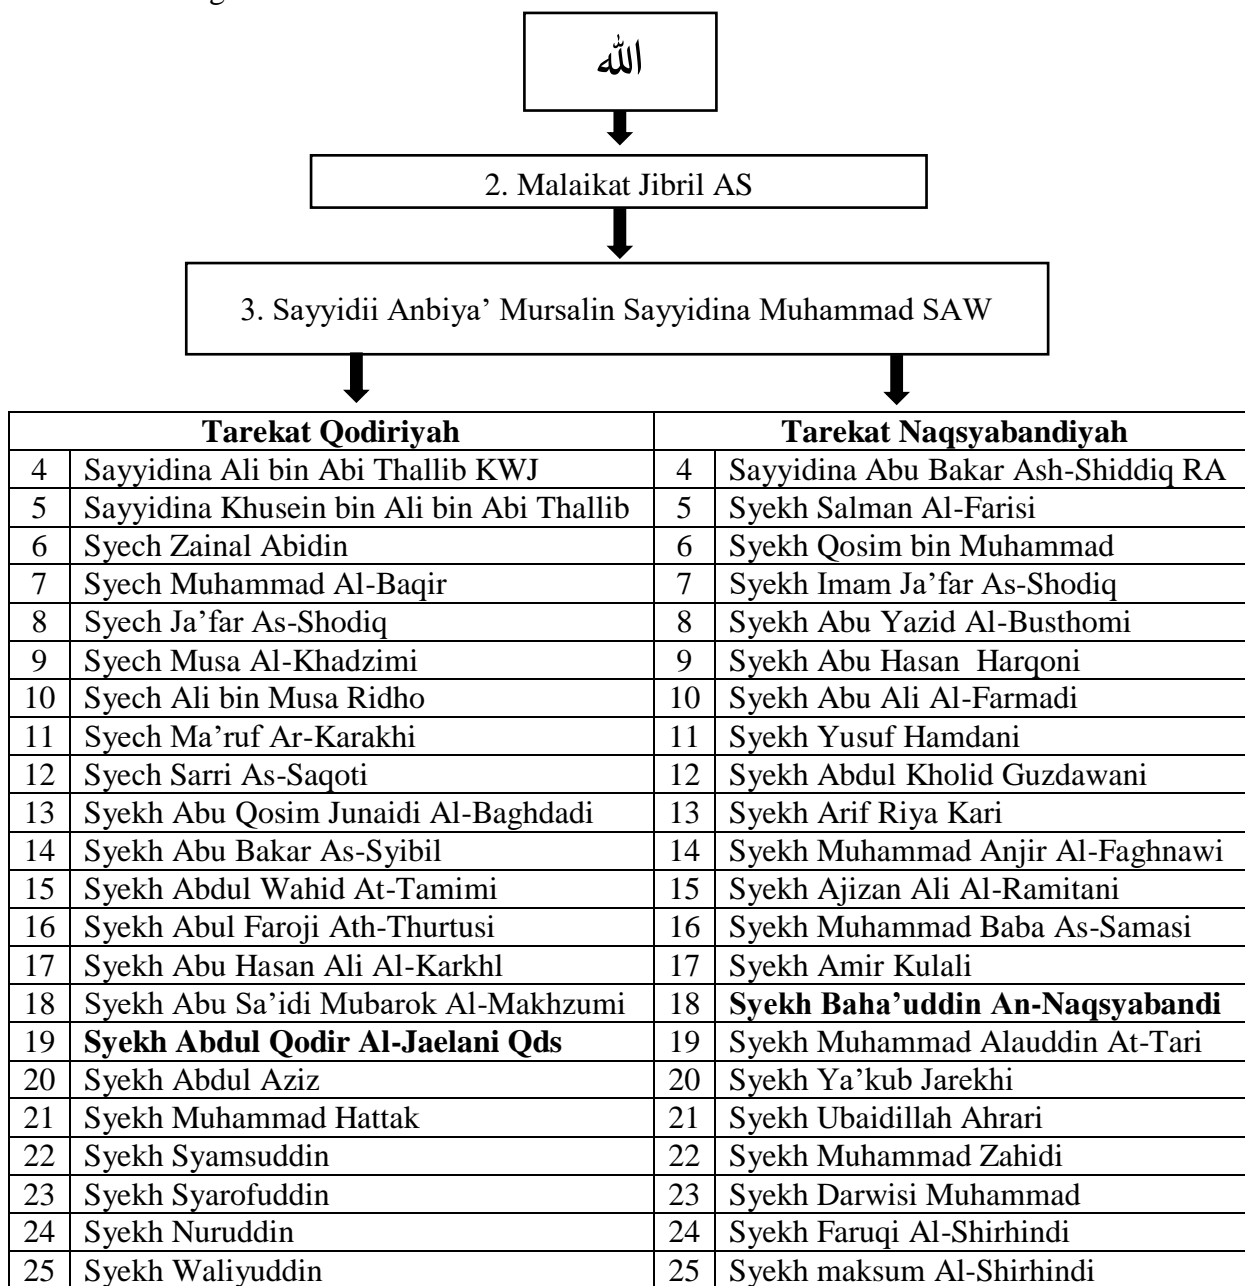 الله
2. Malaikat Jibril AS
3. Sayyidii Anbiya’ Mursalin Sayyidina Muhammad SAW
Tarekat Qodiriyah Tarekat Naqsyabandiyah
4 Sayyidina Ali bin Abi Thallib KWJ 4 Sayyidina Abu Bakar Ash-Shiddiq RA
5 Sayyidina Khusein bin Ali bin Abi Thallib 5 Syekh Salman Al-Farisi
6 Syech Zainal Abidin 6 Syekh Qosim bin Muhammad
7 Syech Muhammad Al-Baqir 7 Syekh Imam Ja’far As-Shodiq
8 Syech Ja’far As-Shodiq 8 Syekh Abu Yazid Al-Busthomi
9 Syech Musa Al-Khadzimi 9 Syekh Abu Hasan Harqoni
10 Syech Ali bin Musa Ridho 10 Syekh Abu Ali Al-Farmadi
11 Syech Ma’ruf Ar-Karakhi 11 Syekh Yusuf Hamdani
12 Syech Sarri As-Saqoti 12 Syekh Abdul Kholid Guzdawani
13 Syekh Abu Qosim Junaidi Al-Baghdadi 13 Syekh Arif Riya Kari
14 Syekh Abu Bakar As-Syibil 14 Syekh Muhammad Anjir Al-Faghnawi
15 Syekh Abdul Wahid At-Tamimi 15 Syekh Ajizan Ali Al-Ramitani
16 Syekh Abul Faroji Ath-Thurtusi 16 Syekh Muhammad Baba As-Samasi
17 Syekh Abu Hasan Ali Al-Karkhl 17 Syekh Amir Kulali
18 Syekh Abu Sa’idi Mubarok Al-Makhzumi 18 Syekh Baha’uddin An-Naqsyabandi
19 Syekh Abdul Qodir Al-Jaelani Qds 19 Syekh Muhammad Alauddin At-Tari
20 Syekh Abdul Aziz 20 Syekh Ya’kub Jarekhi
21 Syekh Muhammad Hattak 21 Syekh Ubaidillah Ahrari
22 Syekh Syamsuddin 22 Syekh Muhammad Zahidi
23 Syekh Syarofuddin 23 Syekh Darwisi Muhammad
24 Syekh Nuruddin 24 Syekh Faruqi Al-Shirhindi
25 Syekh Waliyuddin 25 Syekh maksum Al-Shirhindi